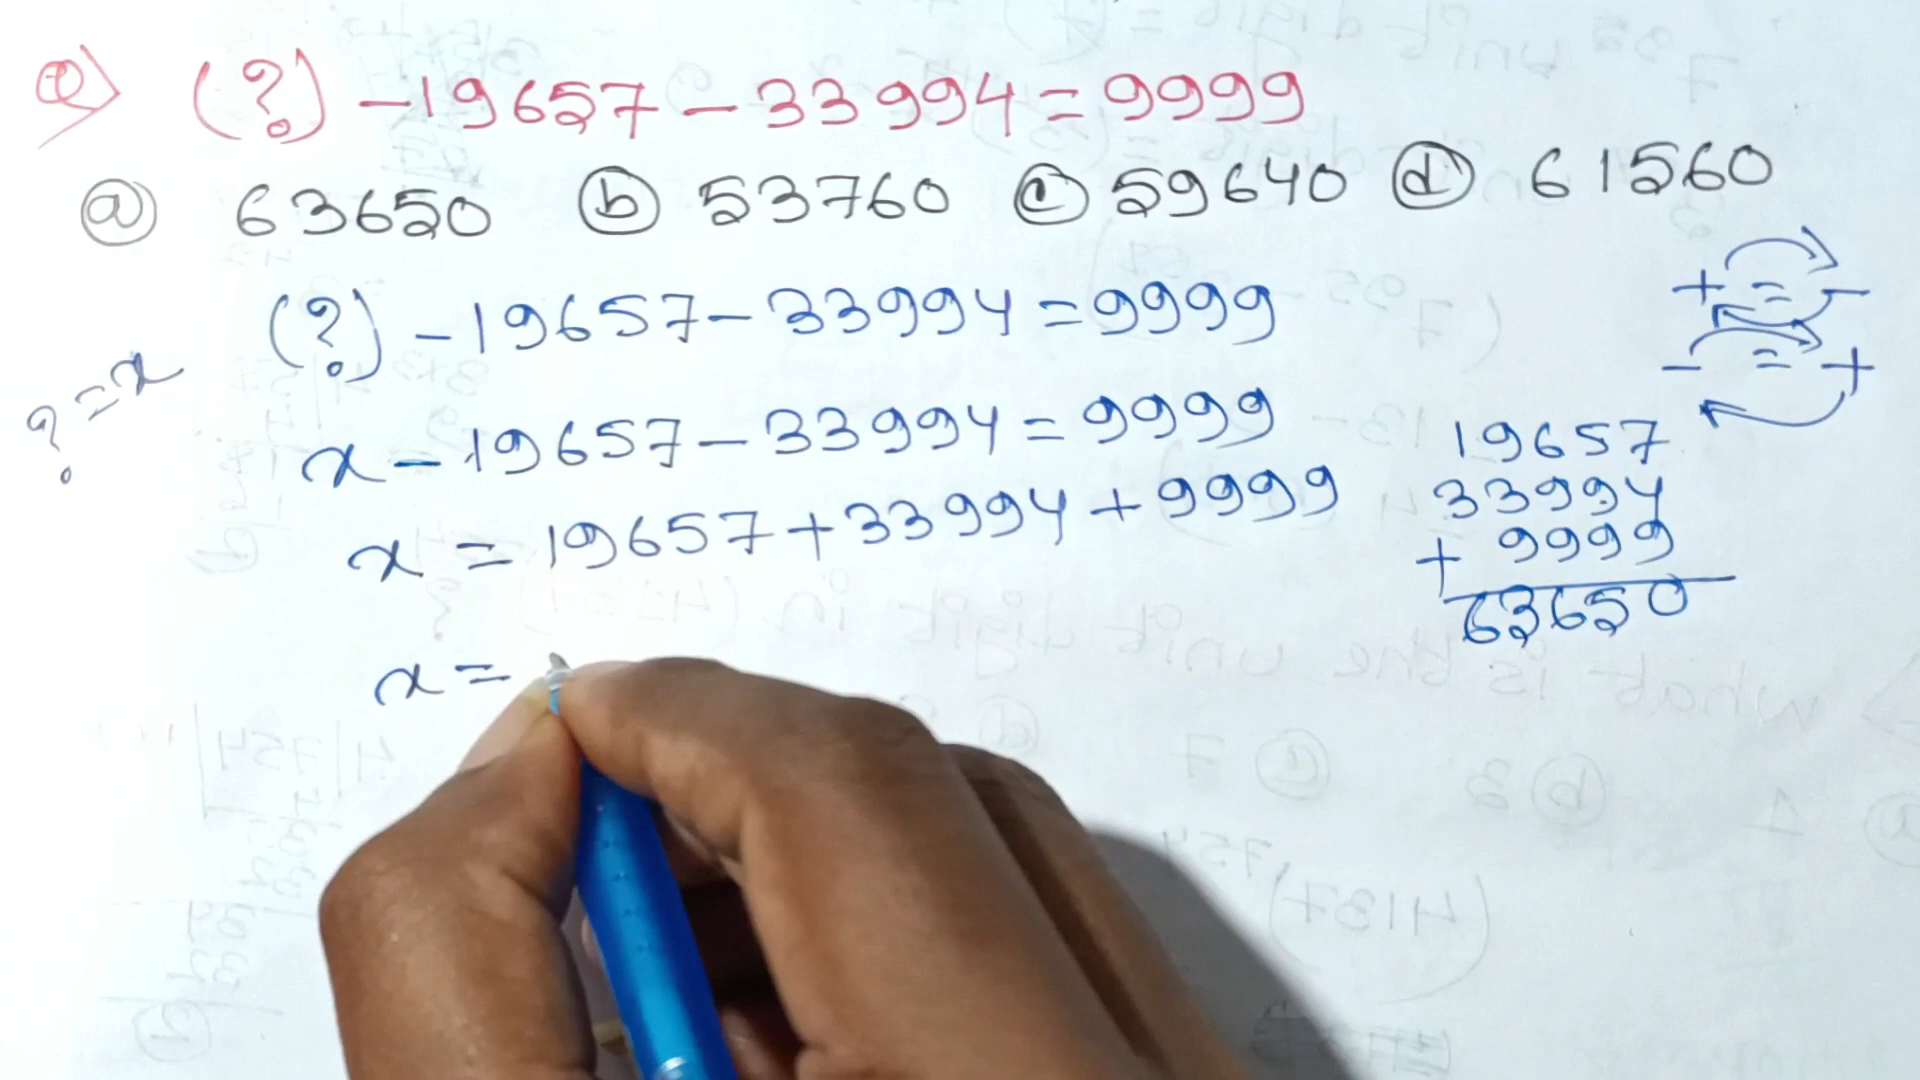 Q) (?) - 19657 - 33994 = 9999
(a) 63650 (b) 53760 (c) 59640 (d) 61560
(?) - 19657 - 33994 = 9999
+ = -
- = +
? = x
x - 19657 - 33994 = 9999
x = 19657 + 33994 + 9999
19657
33994
+ 9999
63650
x =